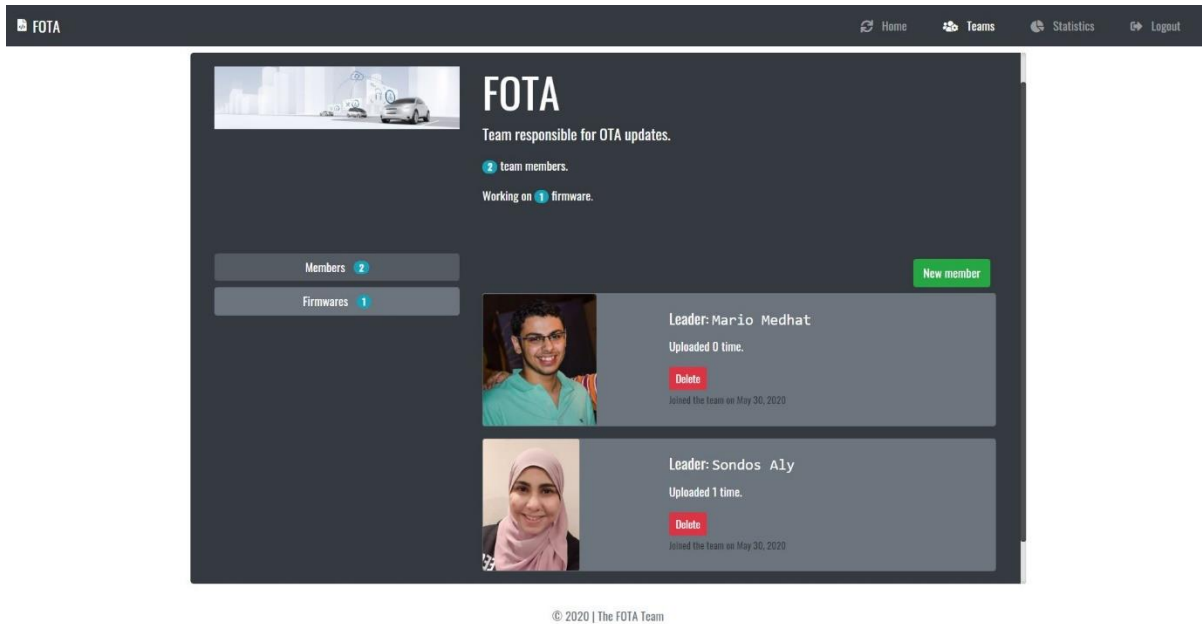 FOTA
Home
Teams
Statistics
Logout
FOTA
Team responsible for OTA updates.
2 team members.
Working on 1 firmware.
Members 2
Firmwares 1
New member
Leader: Mario Medhat
Uploaded 0 time.
Delete
Joined the team on May 30, 2020
Leader: Sondos Aly
Uploaded 1 time.
Delete
Joined the team on May 30, 2020
© 2020 | The FOTA Team